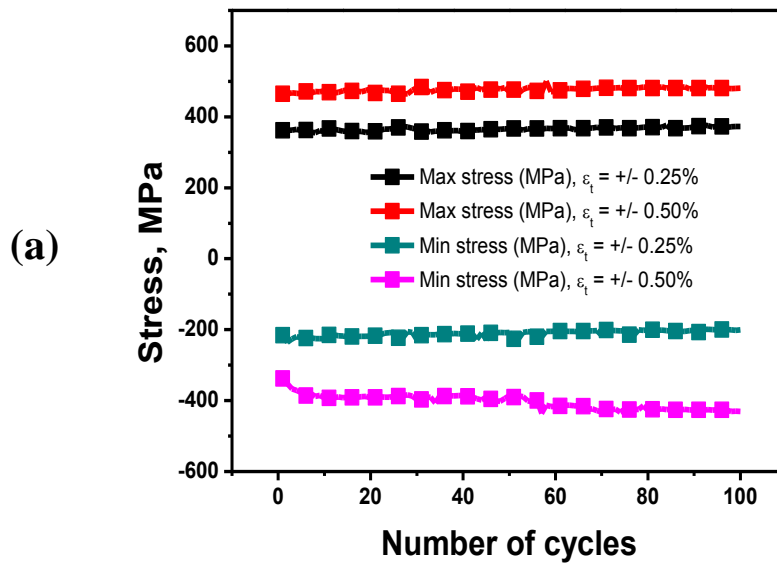 (a)
Stress, MPa
600
400
200
0
-200
-400
-600
Max stress (MPa), εt = +/- 0.25%
Max stress (MPa), εt = +/- 0.50%
Min stress (MPa), εt = +/- 0.25%
Min stress (MPa), εt = +/- 0.50%
0 20 40 60 80 100
Number of cycles